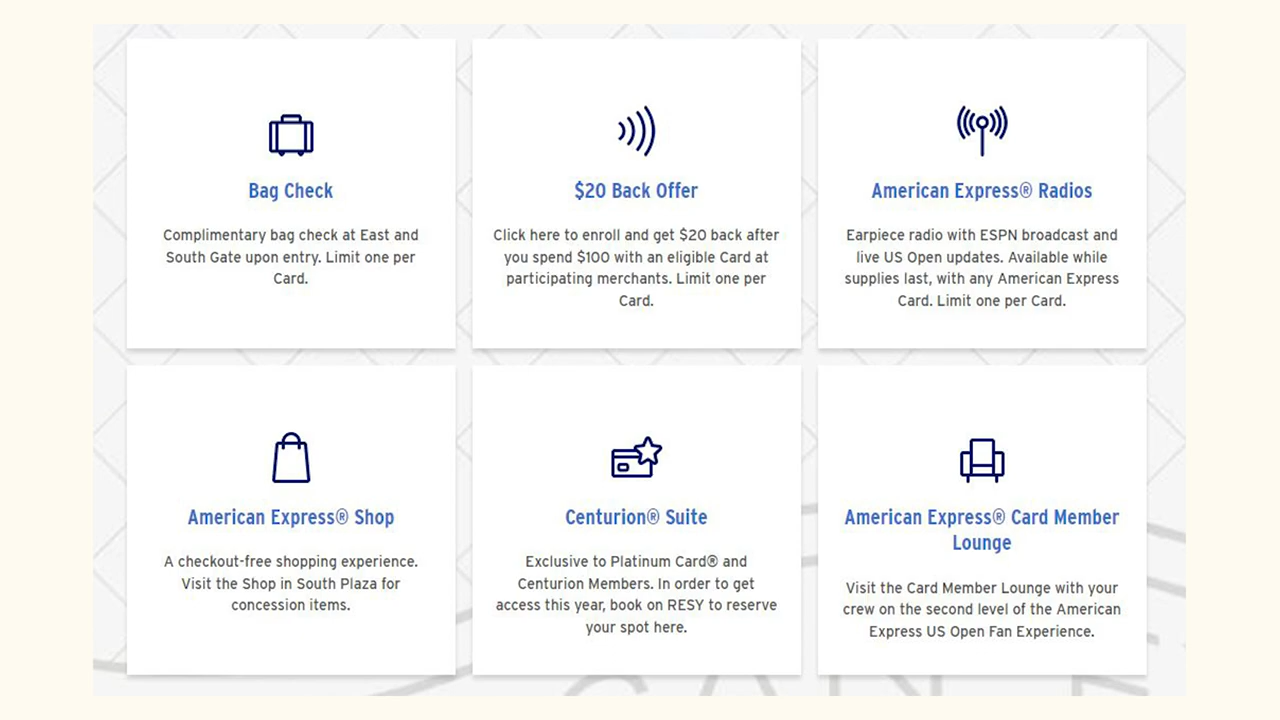 Bag Check
Complimentary bag check at East and
South Gate upon entry. Limit one per
Card.
$20 Back Offer
Click here to enroll and get $20 back after
you spend $100 with an eligible Card at
participating merchants. Limit one per
Card.
American Express® Radios
Earpiece radio with ESPN broadcast and
live US Open updates. Available while
supplies last, with any American Express
Card. Limit one per Card.
American Express® Shop
A checkout-free shopping experience.
Visit the Shop in South Plaza for
concession items.
Centurion® Suite
Exclusive to Platinum Card® and
Centurion Members. In order to get
access this year, book on RESY to reserve
your spot here.
American Express® Card Member
Lounge
Visit the Card Member Lounge with your
crew on the second level of the American
Express US Open Fan Experience.